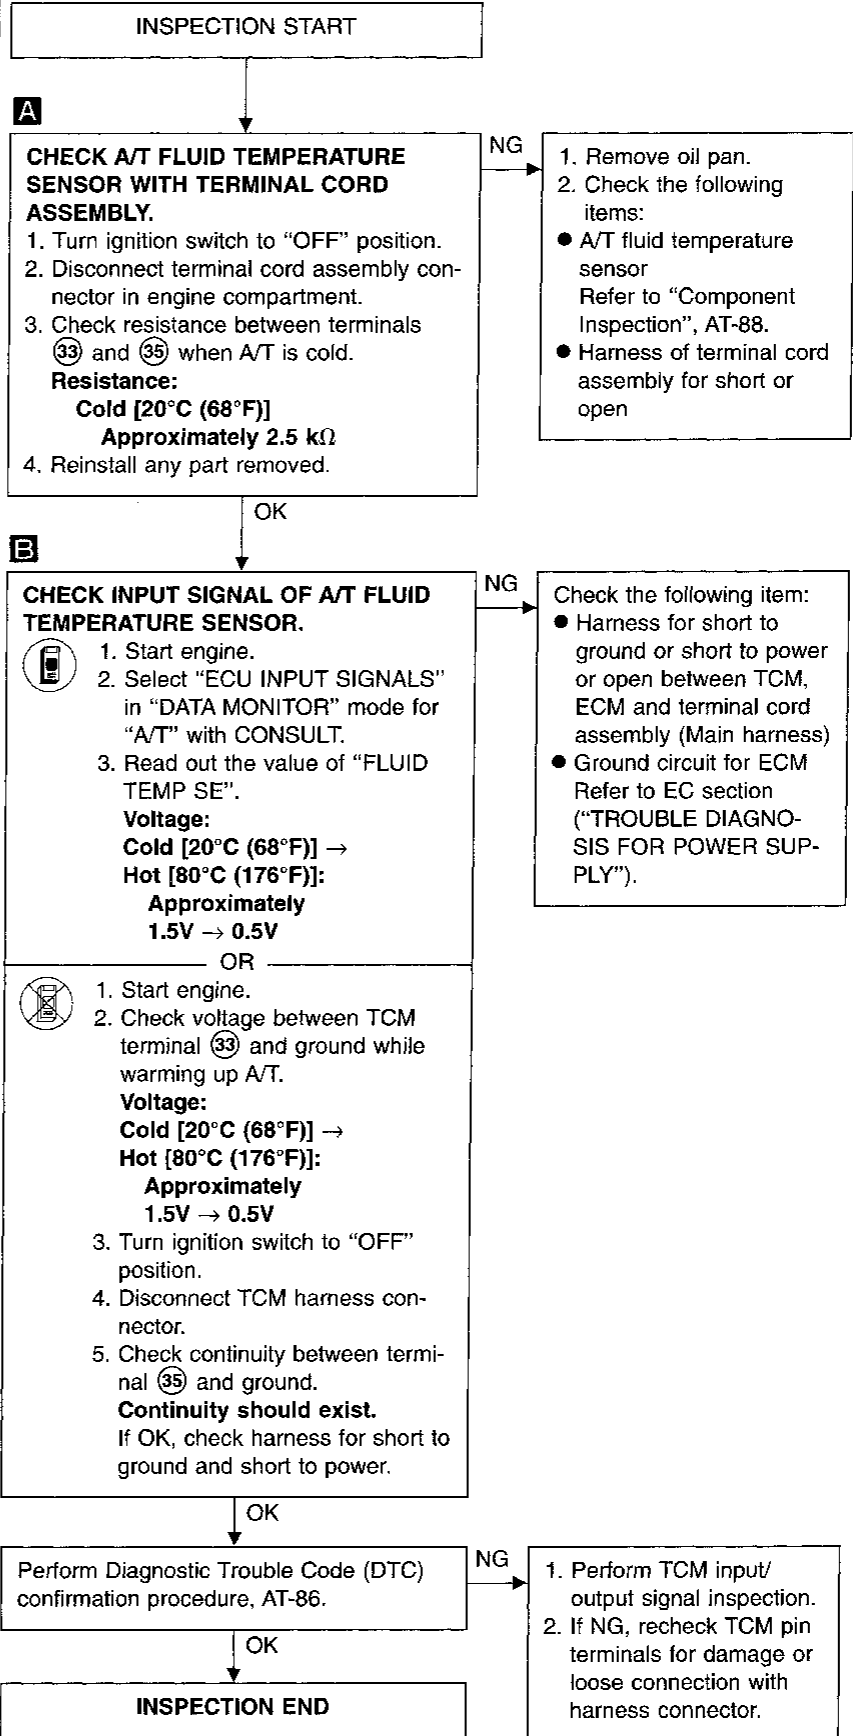 INSPECTION START
A
CHECK A/T FLUID TEMPERATURE
SENSOR WITH TERMINAL CORD
ASSEMBLY.
1. Turn ignition switch to “OFF” position.
2. Disconnect terminal cord assembly con-
nector in engine compartment.
3. Check resistance between terminals
33 and 35 when A/T is cold.
Resistance:
Cold [20°C (68°F)]
Approximately 2.5 kΩ
4. Reinstall any part removed.
NG
1. Remove oil pan.
2. Check the following
items:
● A/T fluid temperature
sensor
Refer to “Component
Inspection”, AT-88.
● Harness of terminal cord
assembly for short or
open
OK
B
CHECK INPUT SIGNAL OF A/T FLUID
TEMPERATURE SENSOR.
1. Start engine.
2. Select “ECU INPUT SIGNALS”
in “DATA MONITOR” mode for
“A/T” with CONSULT.
3. Read out the value of “FLUID
TEMP SE”.
Voltage:
Cold [20°C (68°F)] →
Hot [80°C (176°F)]:
Approximately
1.5V → 0.5V
OR
1. Start engine.
2. Check voltage between TCM
terminal 33 and ground while
warming up A/T.
Voltage:
Cold [20°C (68°F)] →
Hot [80°C (176°F)]:
Approximately
1.5V → 0.5V
3. Turn ignition switch to “OFF”
position.
4. Disconnect TCM harness con-
nector.
5. Check continuity between termi-
nal 35 and ground.
Continuity should exist.
If OK, check harness for short to
ground and short to power.
NG
Check the following item:
● Harness for short to
ground or short to power
or open between TCM,
ECM and terminal cord
assembly (Main harness)
● Ground circuit for ECM
Refer to EC section
(“TROUBLE DIAGNO-
SIS FOR POWER SUP-
PLY”).
OK
Perform Diagnostic Trouble Code (DTC)
confirmation procedure, AT-86.
NG
1. Perform TCM input/
output signal inspection.
2. If NG, recheck TCM pin
terminals for damage or
loose connection with
harness connector.
OK
INSPECTION END